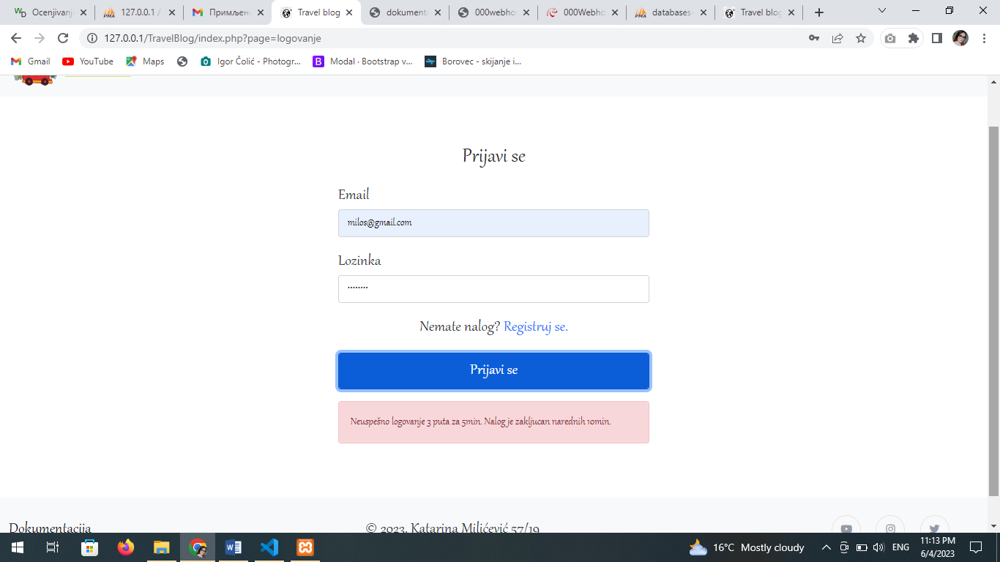 Ocenjivanj
127.0.0.1 /
Примљено
Travel blog
dokumenta
000webho
000Webho
databases-
Travel blog
127.0.0.1/TravelBlog/index.php?page=logovanje
Gmail
YouTube
Maps
Igor Čolić - Photogr...
Modal · Bootstrap v...
Borovec - skijanje i...
Prijavi se
Email
milos@gmail.com
Lozinka
Nemate nalog? Registruj se.
Prijavi se
Neuspešno logovanje 3 puta za 5min. Nalog je zakljucan narednih 10min.
Dokumentacija
© 2023. Katarina Milićević 57/19
16°C Mostly cloudy
ENG
11:13 PM
6/4/2023